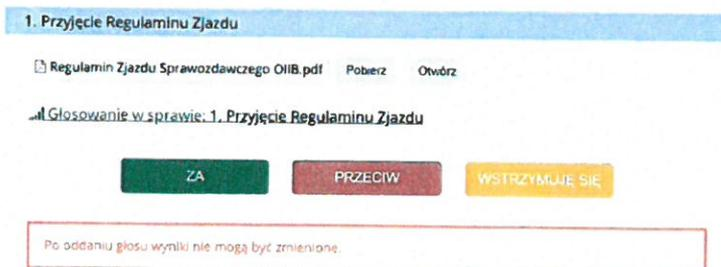 1. Przyjęcie Regulaminu Zjazdu
Regulamin Zjazdu Sprawozdawczego OIIB.pdf Pobierz Otwórz
Głosowanie w sprawie: 1. Przyjęcie Regulaminu Zjazdu
ZA PRZECIW WSTRZYMUJĘ SIĘ
Po oddaniu głosu wyniki nie mogą być zmienione.